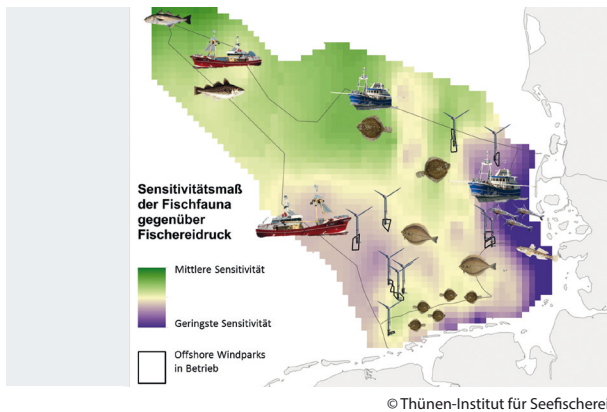 Sensitivitätsmaß
der Fischfauna
gegenüber
Fischereidruck
Mittlere Sensitivität
Geringste Sensitivität
Offshore Windparks
in Betrieb
© Thünen-Institut für Seefischerei